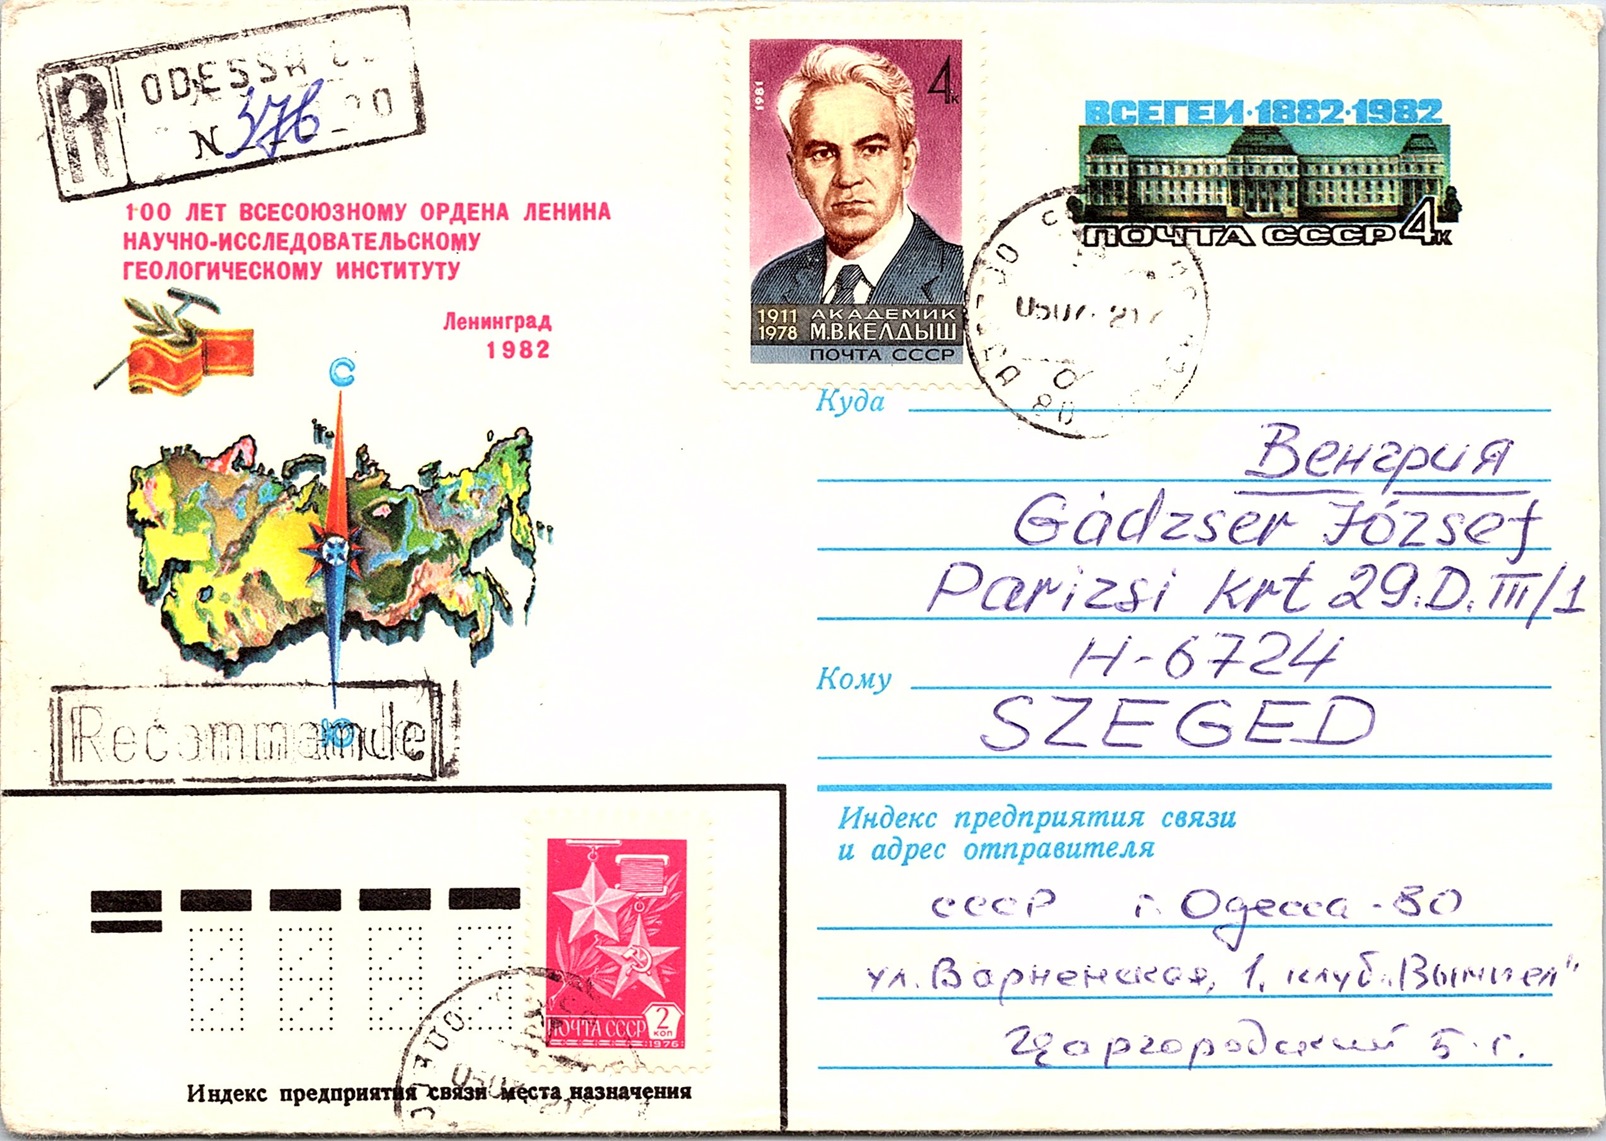 R
ODESSA
N 376
20
100 ЛЕТ ВСЕСОЮЗНОМУ ОРДЕНА ЛЕНИНА
НАУЧНО-ИССЛЕДОВАТЕЛЬСКОМУ
ГЕОЛОГИЧЕСКОМУ ИНСТИТУТУ
Ленинград
1982
С
Ю
Recommande
1981
4к
1911
1978
АКАДЕМИК
М.В.КЕЛДЫШ
ПОЧТА СССР
ВСЕГЕИ·1882·1982
ПОЧТА СССР 4к
Куда
Венгрия
Gádzser József
Parizsi krt 29.D.III/1
H-6724
Кому
SZEGED
Индекс предприятия связи
и адрес отправителя
СССР г. Одесса-80
ул. Варненская, 1, клуб „Вымпел"
Царгородский Б. г.
ПОЧТА СССР
2
КОП
1976
Индекс предприятия связи места назначения